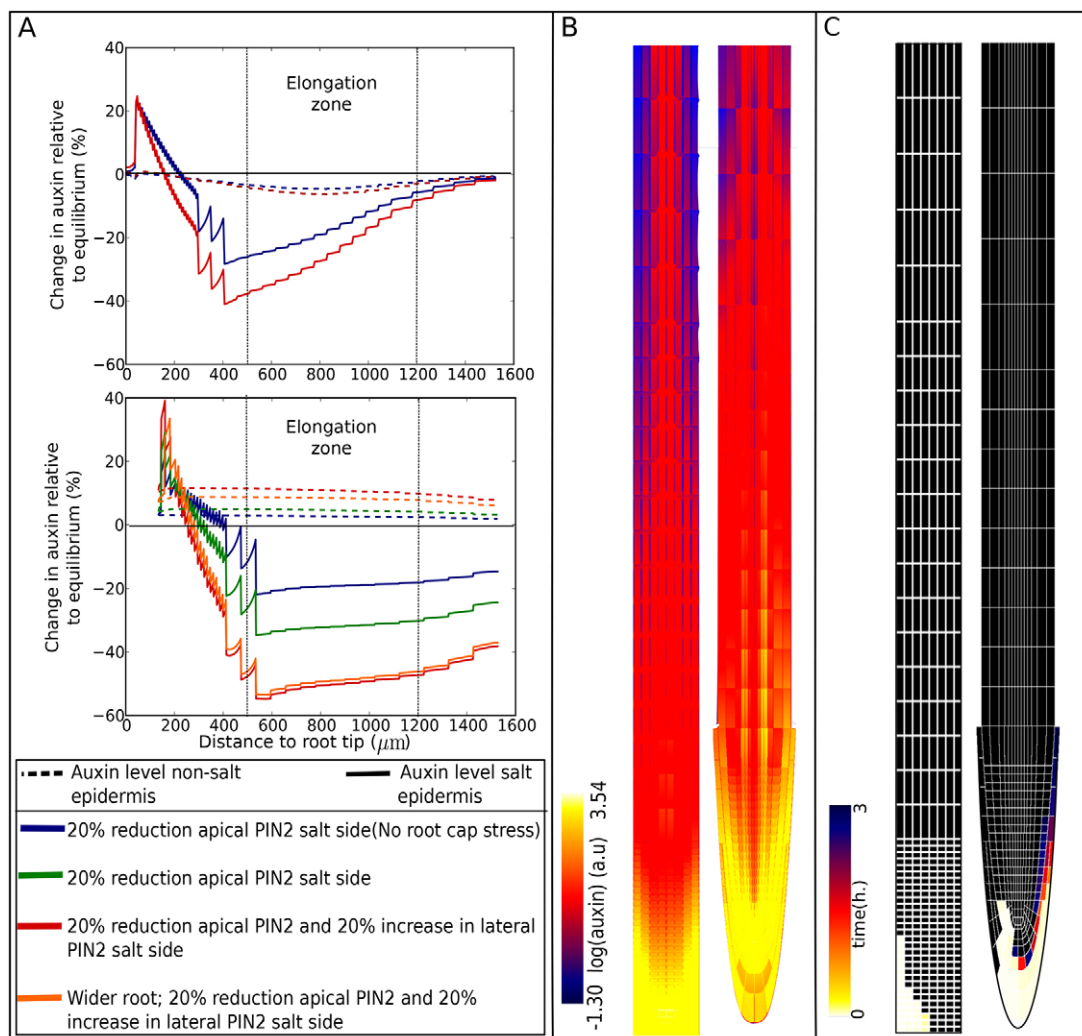 A
Change in auxin relative
to equilibrium (%)
40
20
0
−20
−40
−60
Elongation
zone
0 200 400 600 800 1000 1200 1400 1600
Change in auxin relative
to equilibrium (%)
40
20
0
−20
−40
−60
Elongation
zone
0 200 400 600 800 1000 1200 1400 1600
Distance to root tip (μm)
Auxin level non-salt
epidermis
Auxin level salt
epidermis
20% reduction apical PIN2 salt side(No root cap stress)
20% reduction apical PIN2 salt side
20% reduction apical PIN2 and 20% increase in lateral
PIN2 salt side
Wider root; 20% reduction apical PIN2 and 20%
increase in lateral PIN2 salt side
B
-1.30 log(auxin) (a.u) 3.54
C
0 time(h.) 3